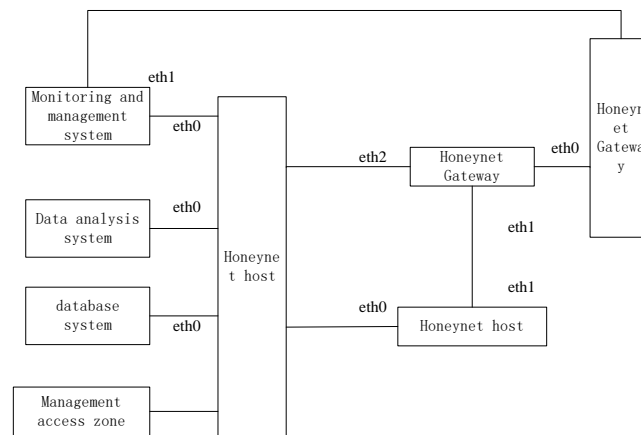 eth1
Monitoring and
management
system
eth0
Data analysis
system
eth0
database
system
eth0
Management
access zone
Honeyne
t host
eth2
Honeynet
Gateway
eth0
eth1
eth1
eth0
Honeynet host
Honeyn
et
Gatewa
y